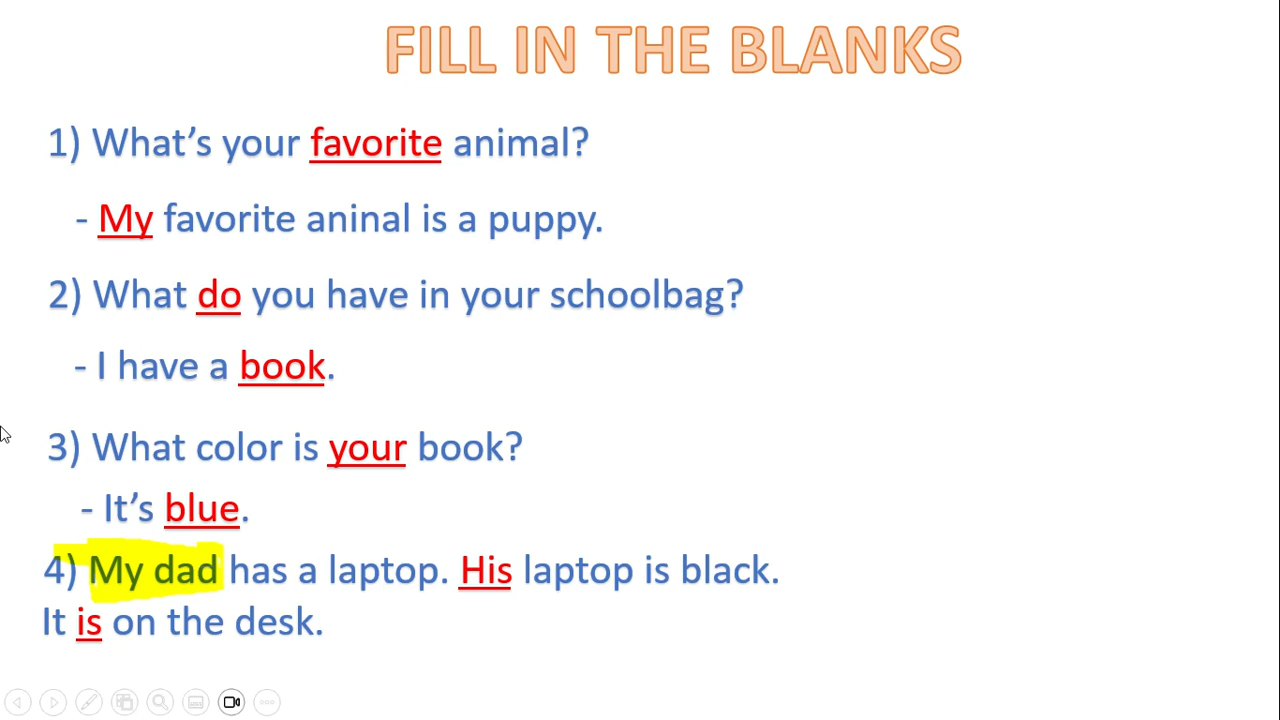 FILL IN THE BLANKS
1) What’s your favorite animal?
- My favorite aninal is a puppy.
2) What do you have in your schoolbag?
- I have a book.
3) What color is your book?
- It’s blue.
4) My dad has a laptop. His laptop is black.
It is on the desk.